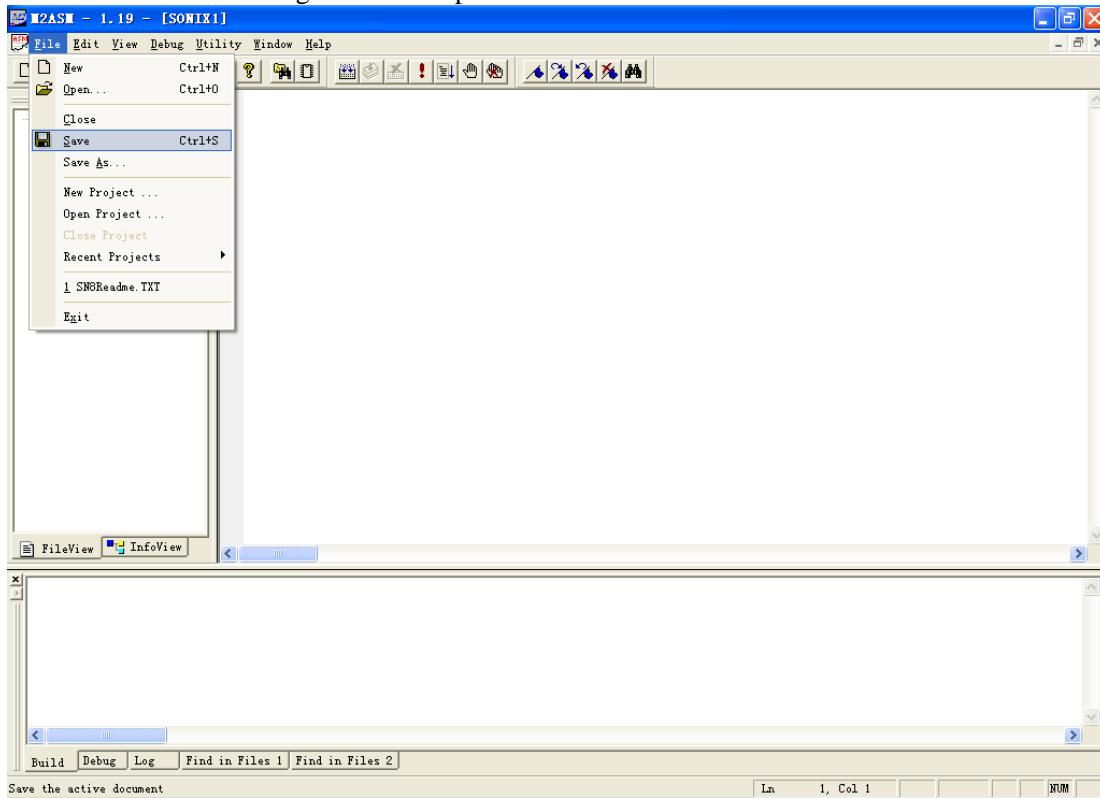 M2ASM - 1.19 - [SONIX1]
File Edit View Debug Utility Window Help
New Ctrl+N
Open... Ctrl+O
Close
Save Ctrl+S
Save As...
New Project ...
Open Project ...
Close Project
Recent Projects
1 SN8Readme.TXT
Exit
FileView InfoView
Build Debug Log Find in Files 1 Find in Files 2
Save the active document Ln 1, Col 1 NUM